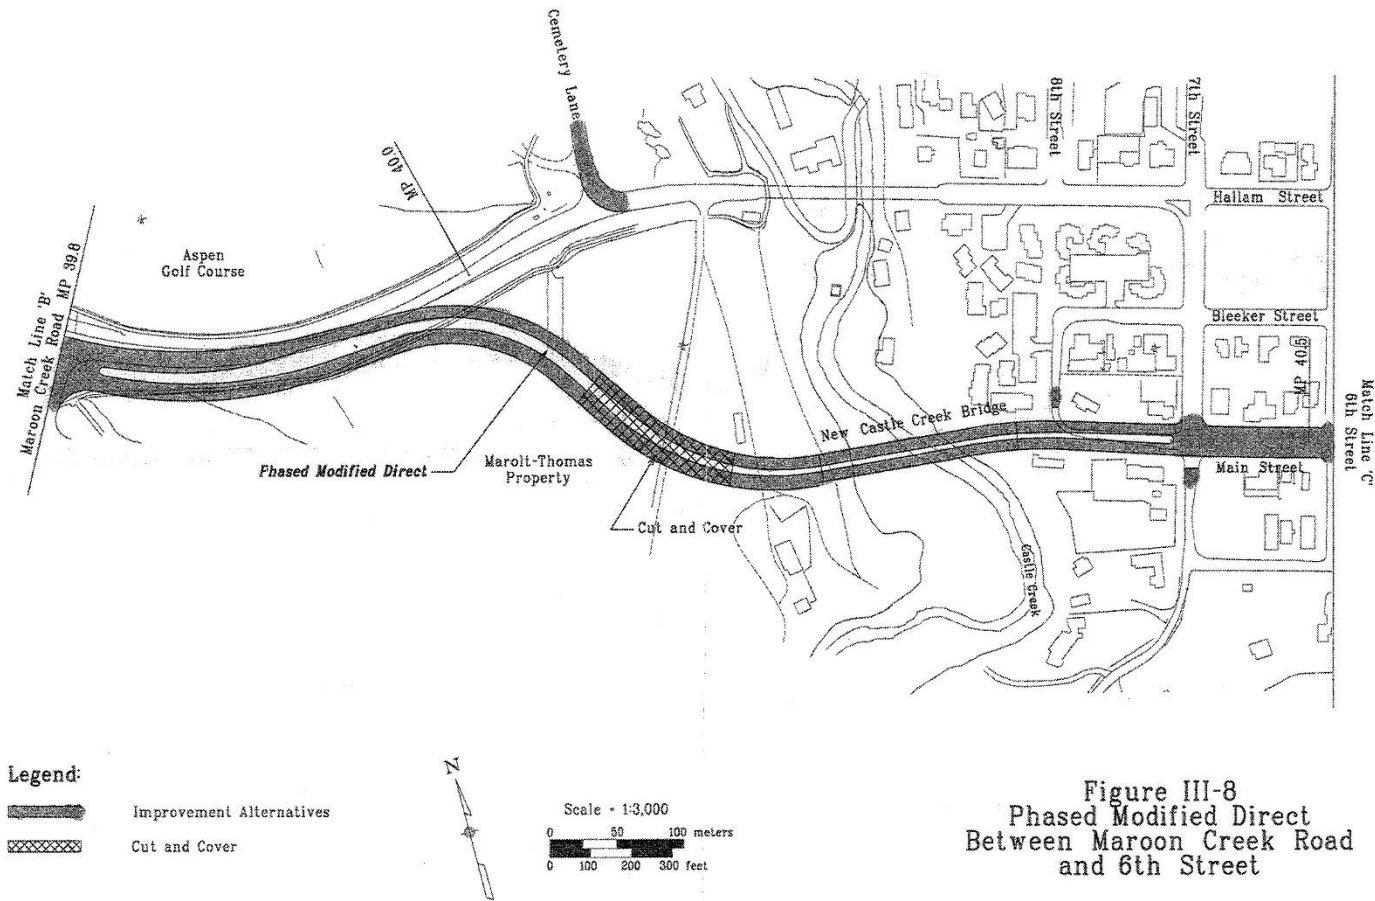 Cemetery Lane
8th Street
7th Street
MP 40.0
Hallam Street
Aspen
Golf Course
Match Line 'B'
Maroon Creek Road MP 39.8
Bleeker Street
MP 40.5
New Castle Creek Bridge
Match Line 'C'
6th Street
Main Street
Phased Modified Direct
Marolt-Thomas
Property
Cut and Cover
Castle Creek
Legend:
Improvement Alternatives
Cut and Cover
N
Scale - 1:3,000
0 50 100 meters
0 100 200 300 feet
Figure III-8
Phased Modified Direct
Between Maroon Creek Road
and 6th Street